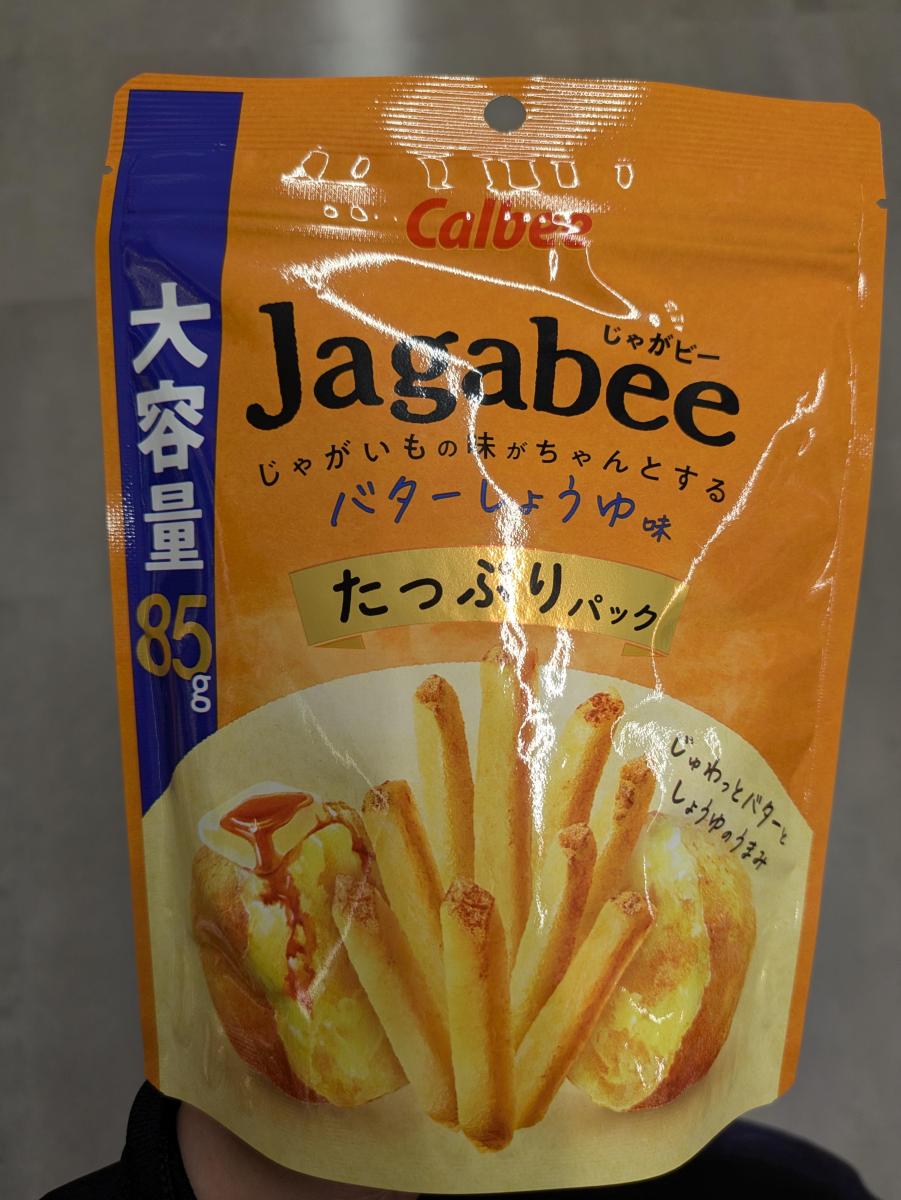 Calbee
Jagabee
じゃがビー
じゃがいもの味がちゃんとする
バターしょうゆ味
たっぷりパック
大容量
85g
じゅわっとバターと
しょうゆのうまみ